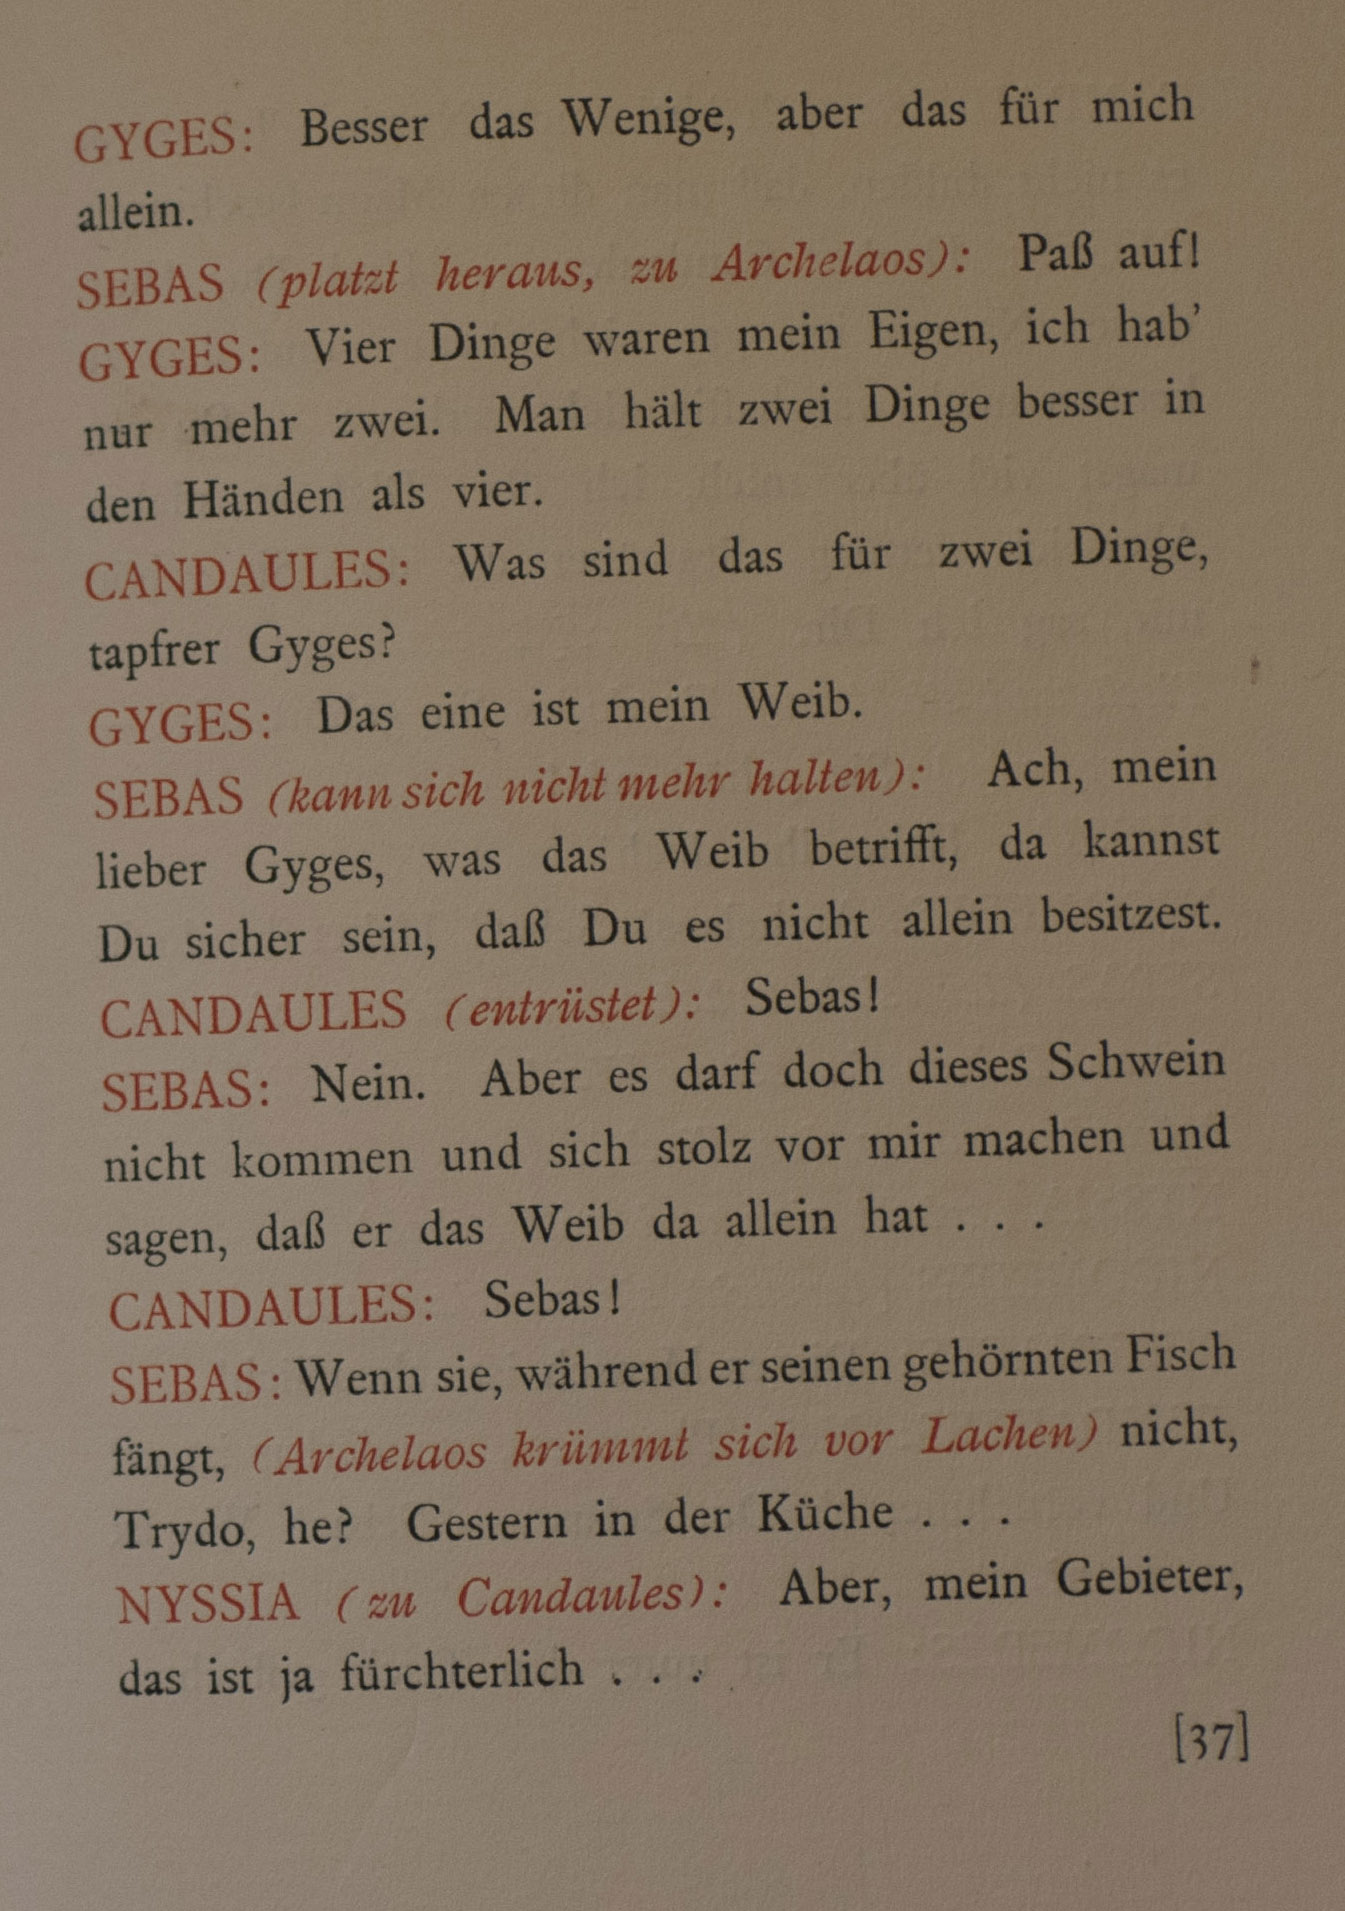 GYGES: Besser das Wenige, aber das für mich
allein.
SEBAS (platzt heraus, zu Archelaos): Paß auf!
GYGES: Vier Dinge waren mein Eigen, ich hab’
nur mehr zwei. Man hält zwei Dinge besser in
den Händen als vier.
CANDAULES: Was sind das für zwei Dinge,
tapfrer Gyges?
GYGES: Das eine ist mein Weib.
SEBAS (kann sich nicht mehr halten): Ach, mein
lieber Gyges, was das Weib betrifft, da kannst
Du sicher sein, daß Du es nicht allein besitzest.
CANDAULES (entrüstet): Sebas!
SEBAS: Nein. Aber es darf doch dieses Schwein
nicht kommen und sich stolz vor mir machen und
sagen, daß er das Weib da allein hat . . .
CANDAULES: Sebas!
SEBAS: Wenn sie, während er seinen gehörnten Fisch
fängt, (Archelaos krümmt sich vor Lachen) nicht,
Trydo, he? Gestern in der Küche . . .
NYSSIA (zu Candaules): Aber, mein Gebieter,
das ist ja fürchterlich . . .
[37]